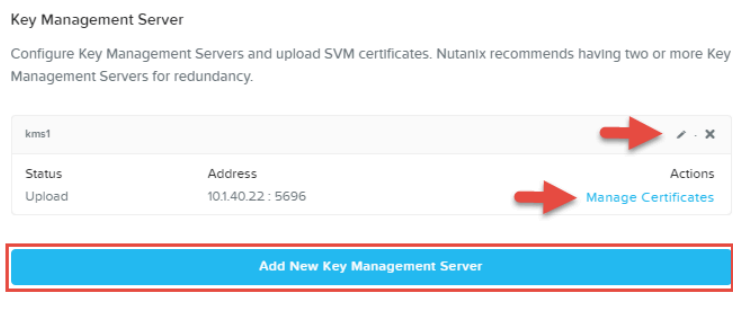 Key Management Server
Configure Key Management Servers and upload SVM certificates. Nutanix recommends having two or more Key
Management Servers for redundancy.
kms1
Status Address Actions
Upload 10.1.40.22 : 5696 Manage Certificates
Add New Key Management Server